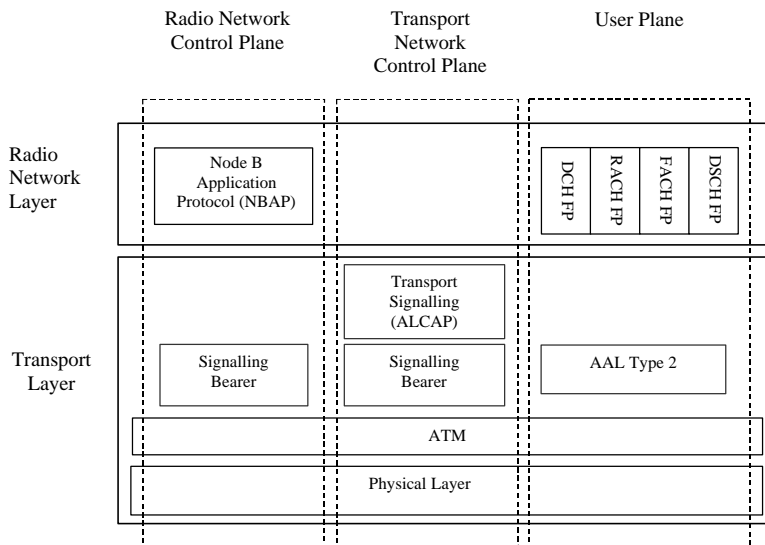 Radio Network
Control Plane
Transport
Network
Control Plane
User Plane
Radio
Network
Layer
Node B
Application
Protocol (NBAP)
DCH FP
RACH FP
FACH FP
DSCH FP
Transport
Signalling
(ALCAP)
Transport
Layer
Signalling
Bearer
Signalling
Bearer
AAL Type 2
ATM
Physical Layer